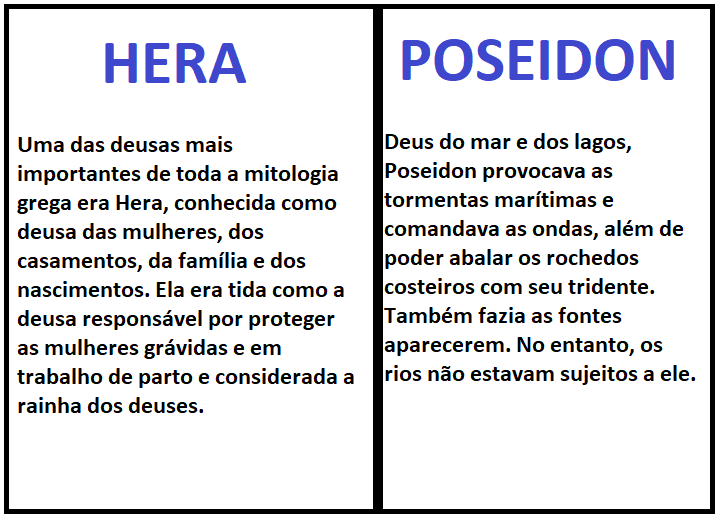 HERA
Uma das deusas mais
importantes de toda a mitologia
grega era Hera, conhecida como
deusa das mulheres, dos
casamentos, da família e dos
nascimentos. Ela era tida como a
deusa responsável por proteger
as mulheres grávidas e em
trabalho de parto e considerada a
rainha dos deuses.
POSEIDON
Deus do mar e dos lagos,
Poseidon provocava as
tormentas marítimas e
comandava as ondas, além de
poder abalar os rochedos
costeiros com seu tridente.
Também fazia as fontes
aparecerem. No entanto, os
rios não estavam sujeitos a ele.